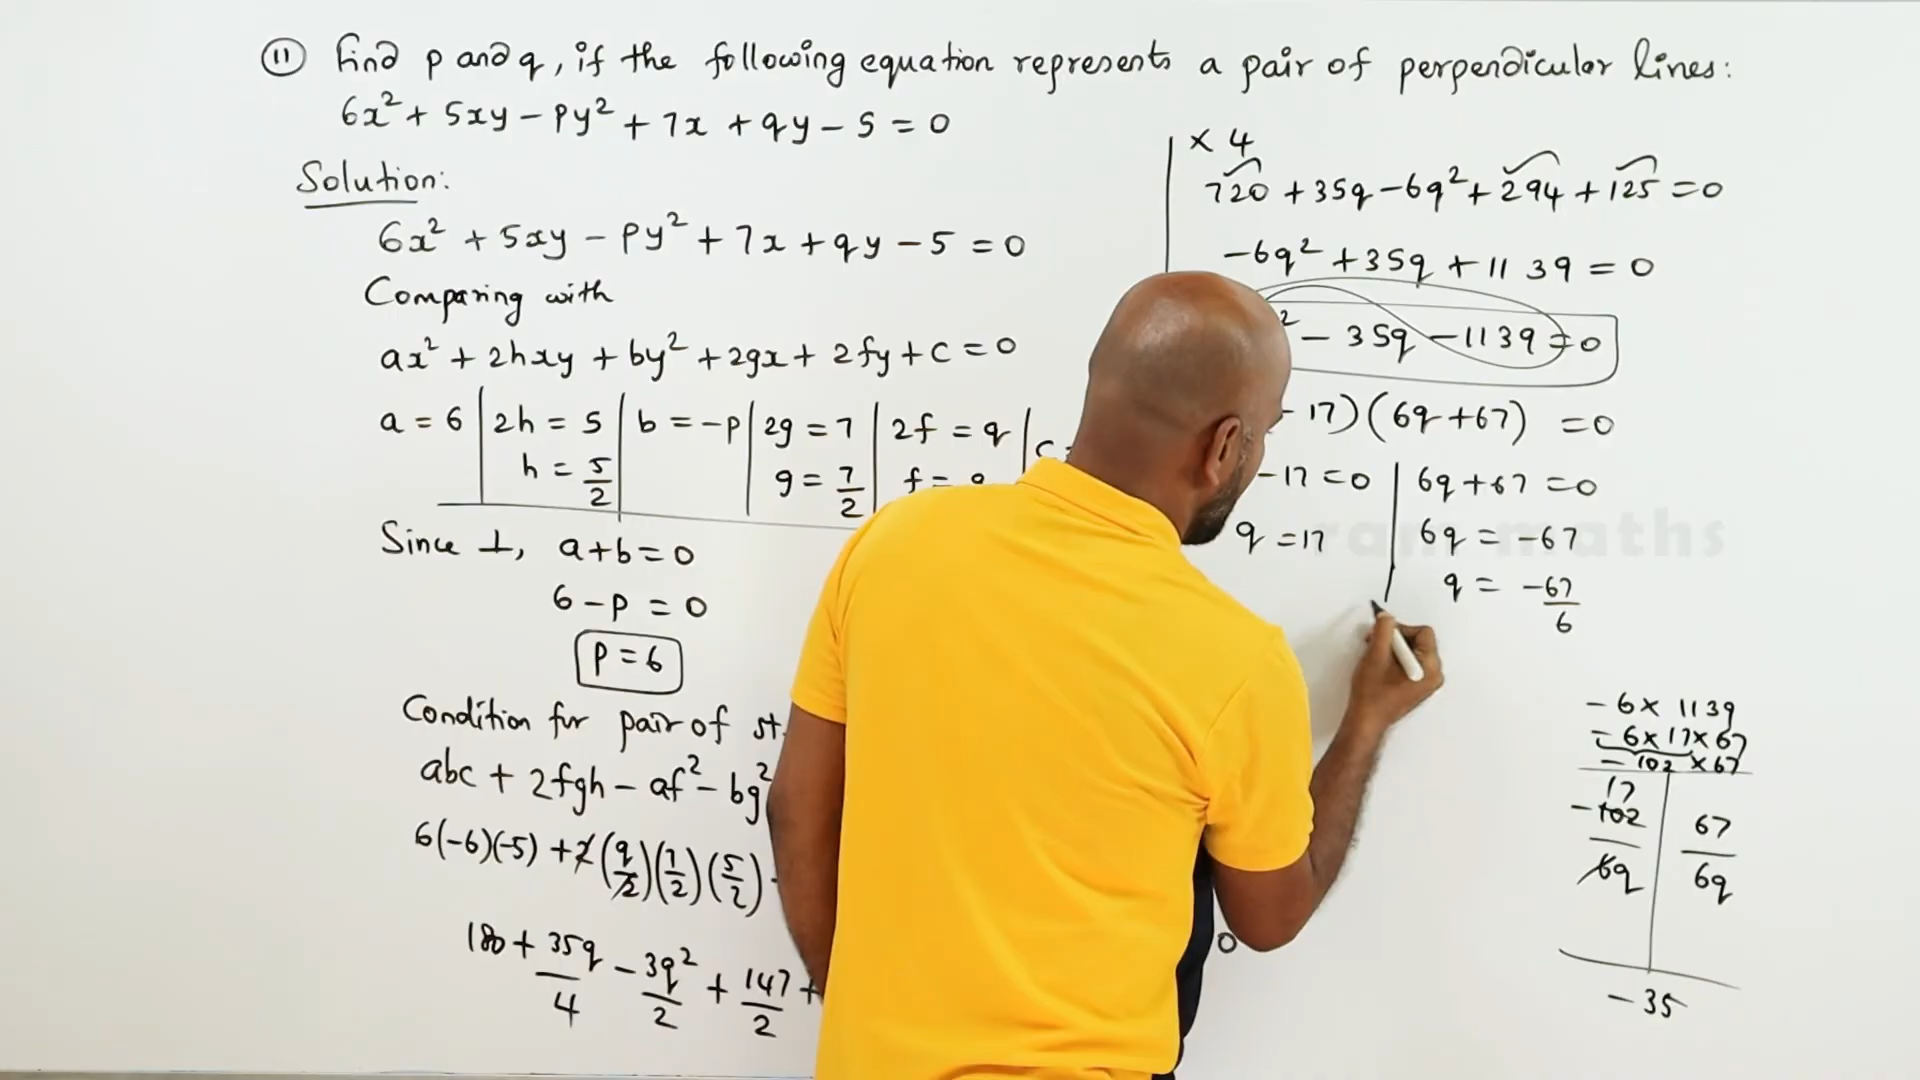 11 Find p and q, if the following equation represents a pair of perpendicular lines:
6x² + 5xy - py² + 7x + qy - 5 = 0
Solution:
6x² + 5xy - py² + 7x + qy - 5 = 0
Comparing with
ax² + 2hxy + by² + 2gx + 2fy + c = 0
a = 6 | 2h = 5 | b = -p | 2g = 7 | 2f = q | c
h = 5/2 | g = 7/2 | f =
Since ⊥, a+b = 0
6 - p = 0
p = 6
Condition for pair of st.
abc + 2fgh - af² - bg²
6(-6)(-5) + 2(q/2)(7/2)(5/2)
180 + 35q/4 - 3q²/2 + 147/2 +
0
× 4
720 + 35q - 6q² + 294 + 125 = 0
-6q² + 35q + 1139 = 0
² - 35q - 1139 = 0
- 17)(6q + 67) = 0
-17 = 0 | 6q + 67 = 0
q = 17 | 6q = -67
q = -67/6
ram maths
-6 × 1139
-6 × 17 × 67
-102 × 67
17
-102/6q | 67/6q
-35